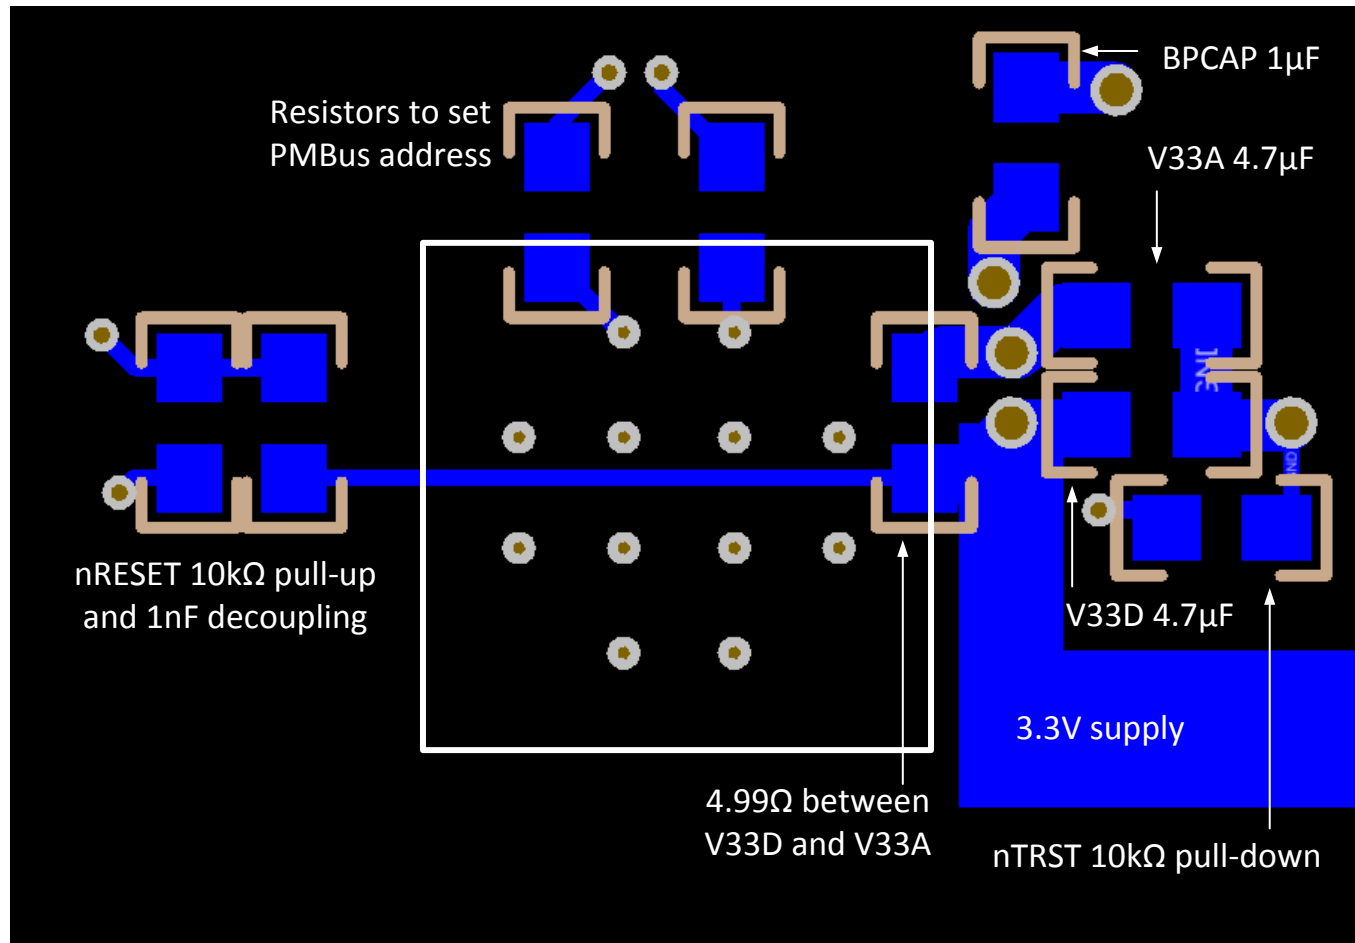 BPCAP 1µF
Resistors to set
PMBus address
V33A 4.7µF
nRESET 10kΩ pull-up
and 1nF decoupling
V33D 4.7µF
3.3V supply
4.99Ω between
V33D and V33A
nTRST 10kΩ pull-down